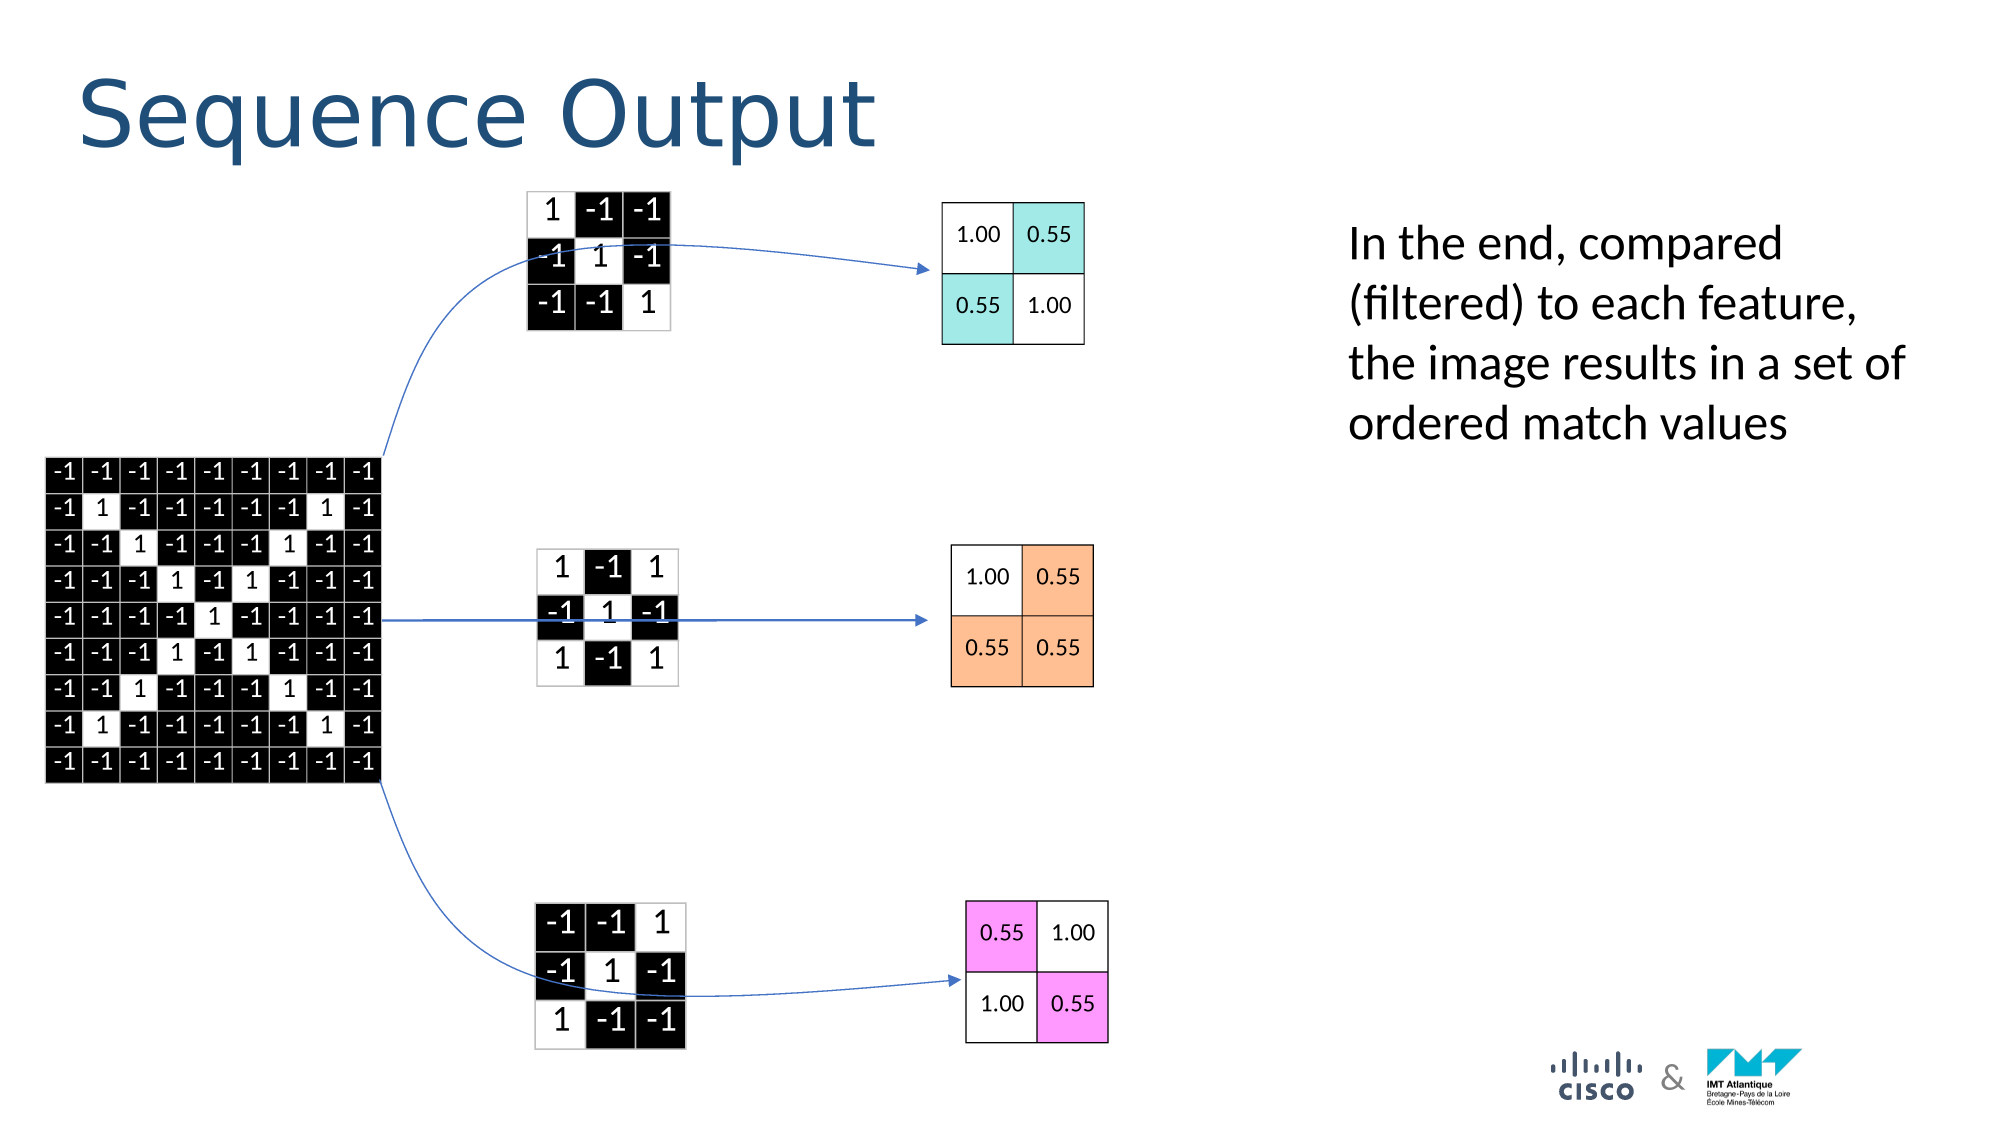 Sequence Output
1 -1 -1
-1 1 -1
-1 -1 1
1.00 0.55
0.55 1.00
In the end, compared
(filtered) to each feature,
the image results in a set of
ordered match values
-1 -1 -1 -1 -1 -1 -1 -1 -1
-1 1 -1 -1 -1 -1 -1 1 -1
-1 -1 1 -1 -1 -1 1 -1 -1
-1 -1 -1 1 -1 1 -1 -1 -1
-1 -1 -1 -1 1 -1 -1 -1 -1
-1 -1 -1 1 -1 1 -1 -1 -1
-1 -1 1 -1 -1 -1 1 -1 -1
-1 1 -1 -1 -1 -1 -1 1 -1
-1 -1 -1 -1 -1 -1 -1 -1 -1
1 -1 1
-1 1 -1
1 -1 1
1.00 0.55
0.55 0.55
-1 -1 1
-1 1 -1
1 -1 -1
0.55 1.00
1.00 0.55
CISCO
&
IMT Atlantique
Bretagne-Pays de la Loire
École Mines-Télécom